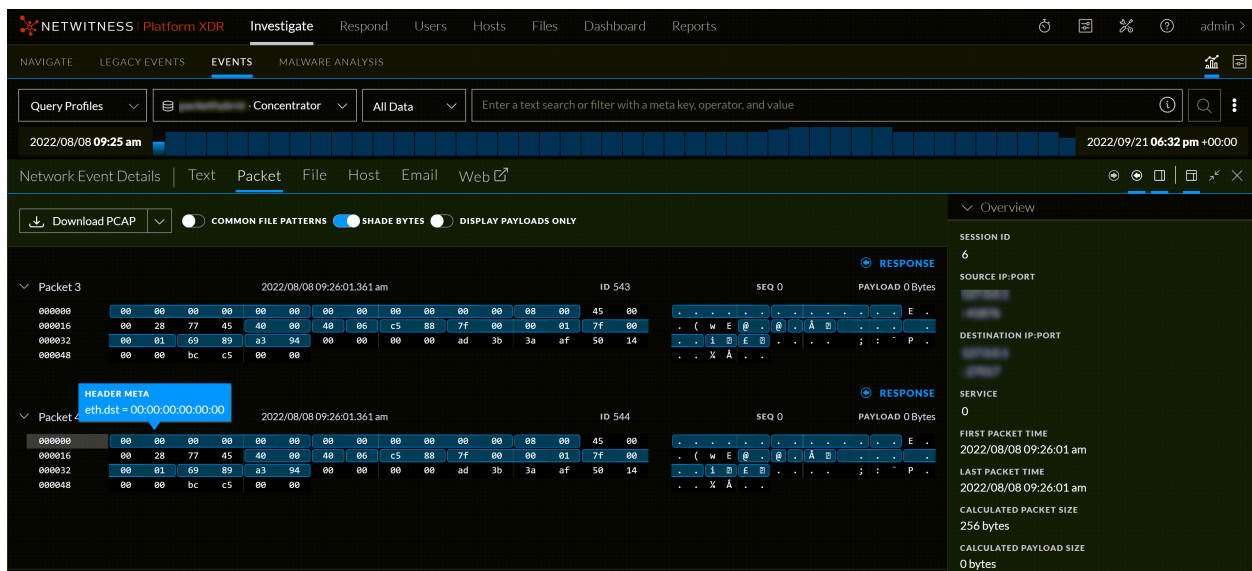 NETWITNESS | Platform XDR Investigate Respond Users Hosts Files Dashboard Reports admin >
NAVIGATE LEGACY EVENTS EVENTS MALWARE ANALYSIS
Query Profiles · Concentrator All Data Enter a text search or filter with a meta key, operator, and value
2022/08/08 09:25 am 2022/09/21 06:32 pm +00:00
Network Event Details | Text Packet File Host Email Web
Download PCAP COMMON FILE PATTERNS SHADE BYTES DISPLAY PAYLOADS ONLY
RESPONSE
Packet 3 2022/08/08 09:26:01.361 am ID 543 SEQ 0 PAYLOAD 0 Bytes
000000 00 00 00 00 00 00 00 00 00 00 00 00 08 00 45 00 . . . . . . . . . . . . . . E .
000016 00 28 77 45 40 00 40 06 c5 88 7f 00 00 01 7f 00 . ( w E @ . @ . Å . . . . .
000032 00 01 69 89 a3 94 00 00 00 00 ad 3b 3a af 50 14 . . i £ . . . . ; : ¯ P .
000048 00 00 bc c5 00 00 . . ¼ Å . .
HEADER META
eth.dst = 00:00:00:00:00:00
RESPONSE
Packet 4 2022/08/08 09:26:01.361 am ID 544 SEQ 0 PAYLOAD 0 Bytes
000000 00 00 00 00 00 00 00 00 00 00 00 00 08 00 45 00 . . . . . . . . . . . . . . E .
000016 00 28 77 45 40 00 40 06 c5 88 7f 00 00 01 7f 00 . ( w E @ . @ . Å . . . . .
000032 00 01 69 89 a3 94 00 00 00 00 ad 3b 3a af 50 14 . . i £ . . . . ; : ¯ P .
000048 00 00 bc c5 00 00 . . ¼ Å . .
Overview
SESSION ID
6
SOURCE IP:PORT
DESTINATION IP:PORT
SERVICE
0
FIRST PACKET TIME
2022/08/08 09:26:01 am
LAST PACKET TIME
2022/08/08 09:26:01 am
CALCULATED PACKET SIZE
256 bytes
CALCULATED PAYLOAD SIZE
0 bytes